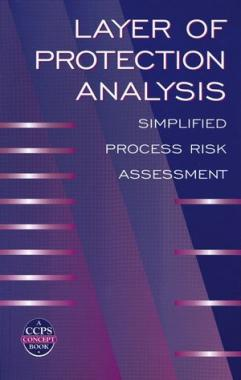 LAYER OF
PROTECTION
ANALYSIS
SIMPLIFIED
PROCESS RISK
ASSESSMENT
A
CCPS
CONCEPT
BOOK